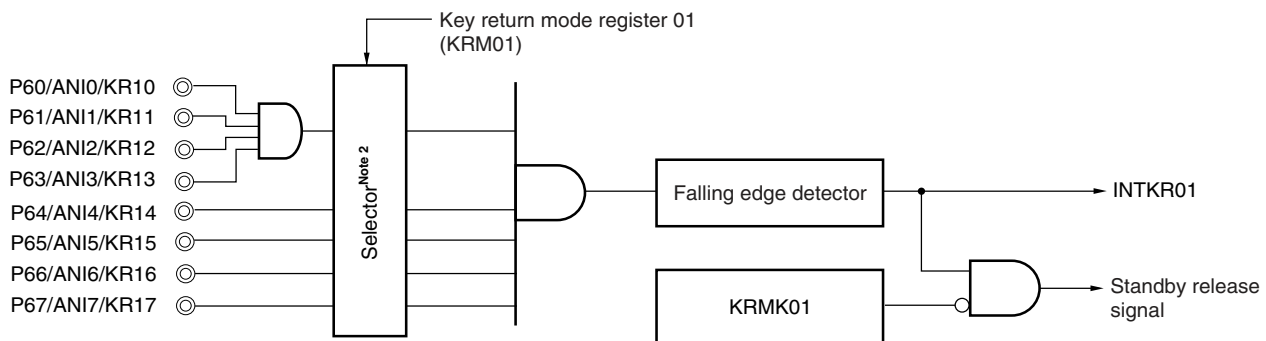 Key return mode register 01
(KRM01)
P60/ANI0/KR10
P61/ANI1/KR11
P62/ANI2/KR12
P63/ANI3/KR13
P64/ANI4/KR14
P65/ANI5/KR15
P66/ANI6/KR16
P67/ANI7/KR17
Selector Note 2
Falling edge detector
INTKR01
KRMK01
Standby release
signal